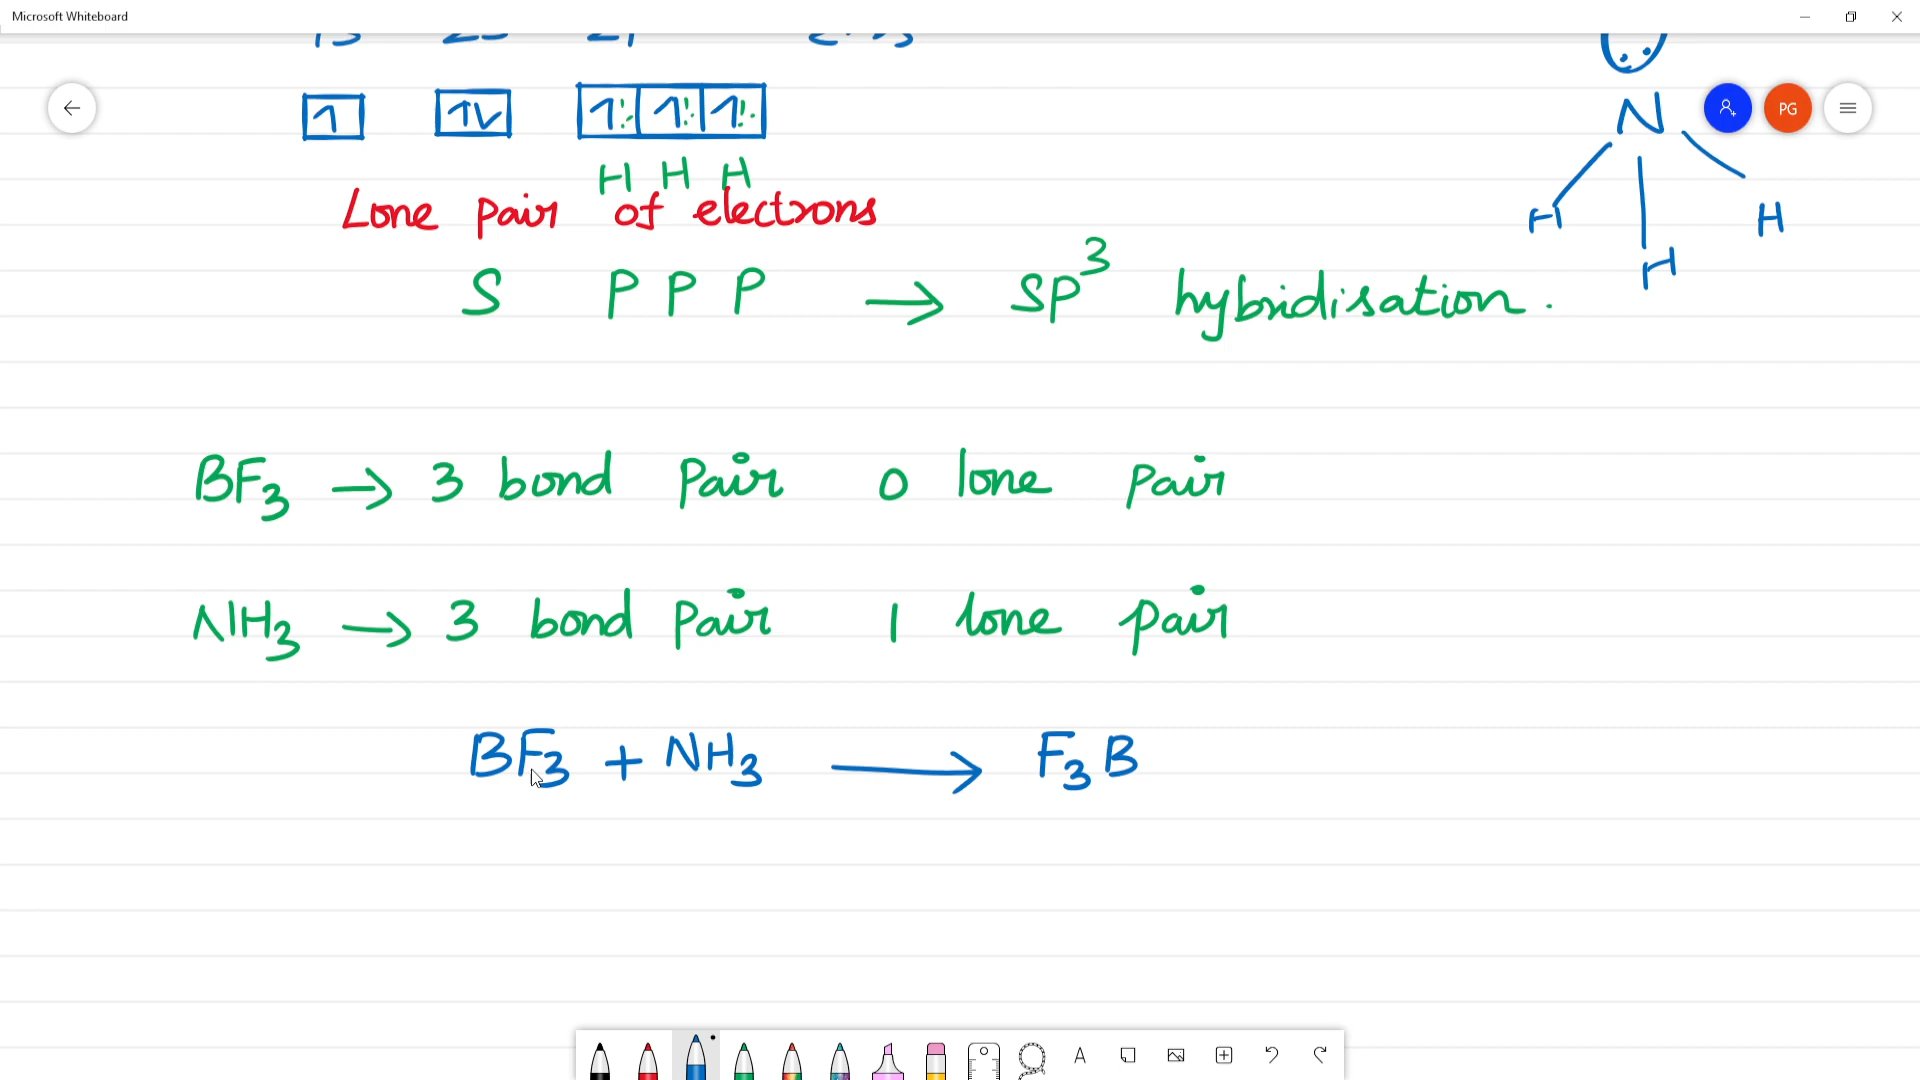 Microsoft Whiteboard
N
PG
H H H
H H
H
Lone pair of electrons
S P P P → SP³ hybridisation.
BF₃ → 3 bond pair 0 lone pair
NH₃ → 3 bond pair 1 lone pair
BF₃ + NH₃ → F₃B
A